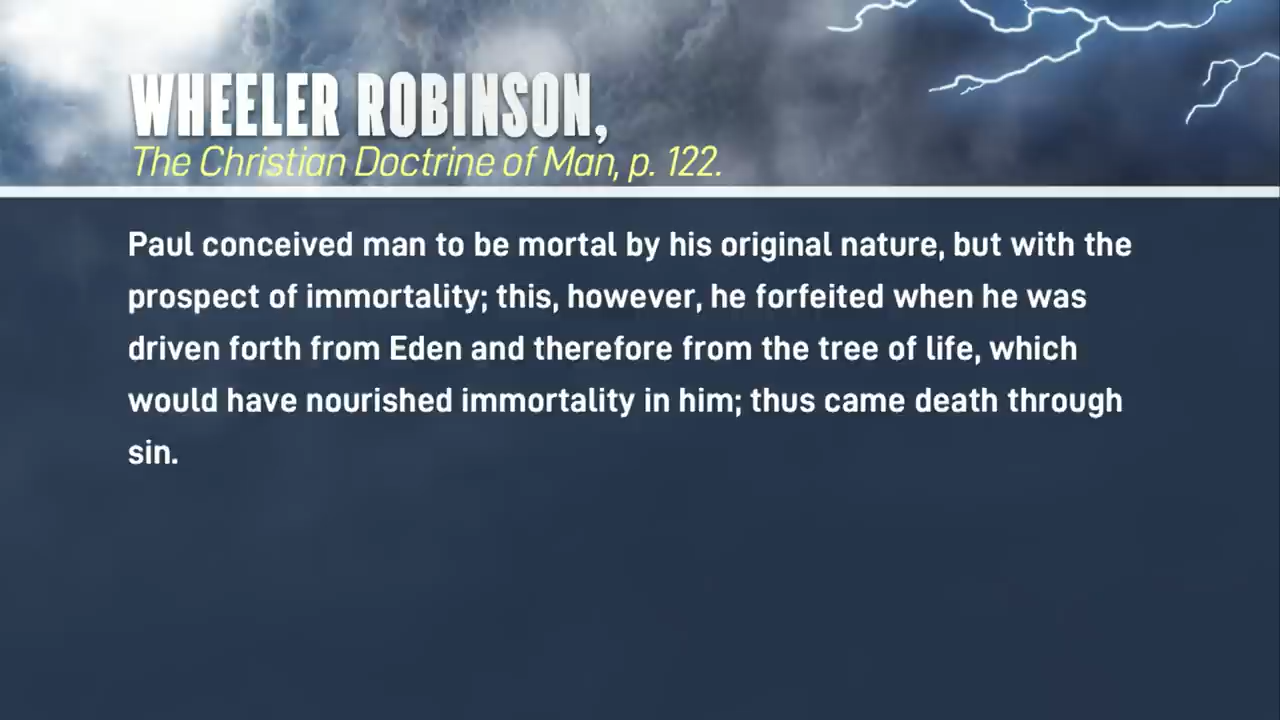 WHEELER ROBINSON,
The Christian Doctrine of Man, p. 122.
Paul conceived man to be mortal by his original nature, but with the
prospect of immortality; this, however, he forfeited when he was
driven forth from Eden and therefore from the tree of life, which
would have nourished immortality in him; thus came death through
sin.